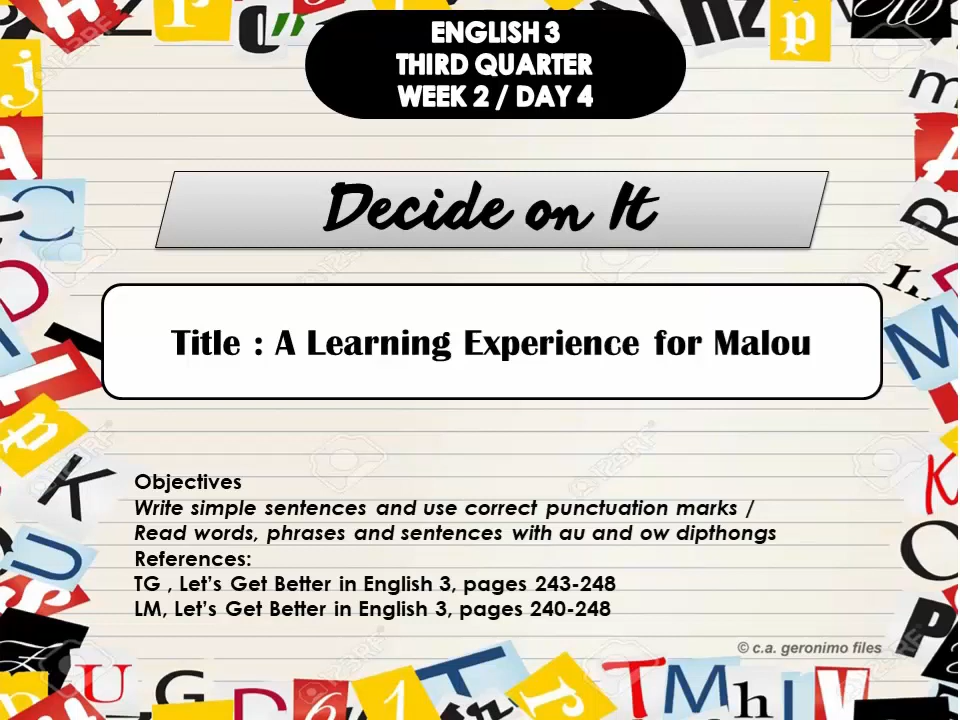 ENGLISH 3
THIRD QUARTER
WEEK 2 / DAY 4
Decide on It
Title : A Learning Experience for Malou
Objectives
Write simple sentences and use correct punctuation marks /
Read words, phrases and sentences with au and ow dipthongs
References:
TG , Let's Get Better in English 3, pages 243-248
LM, Let's Get Better in English 3, pages 240-248
© c.a. geronimo files